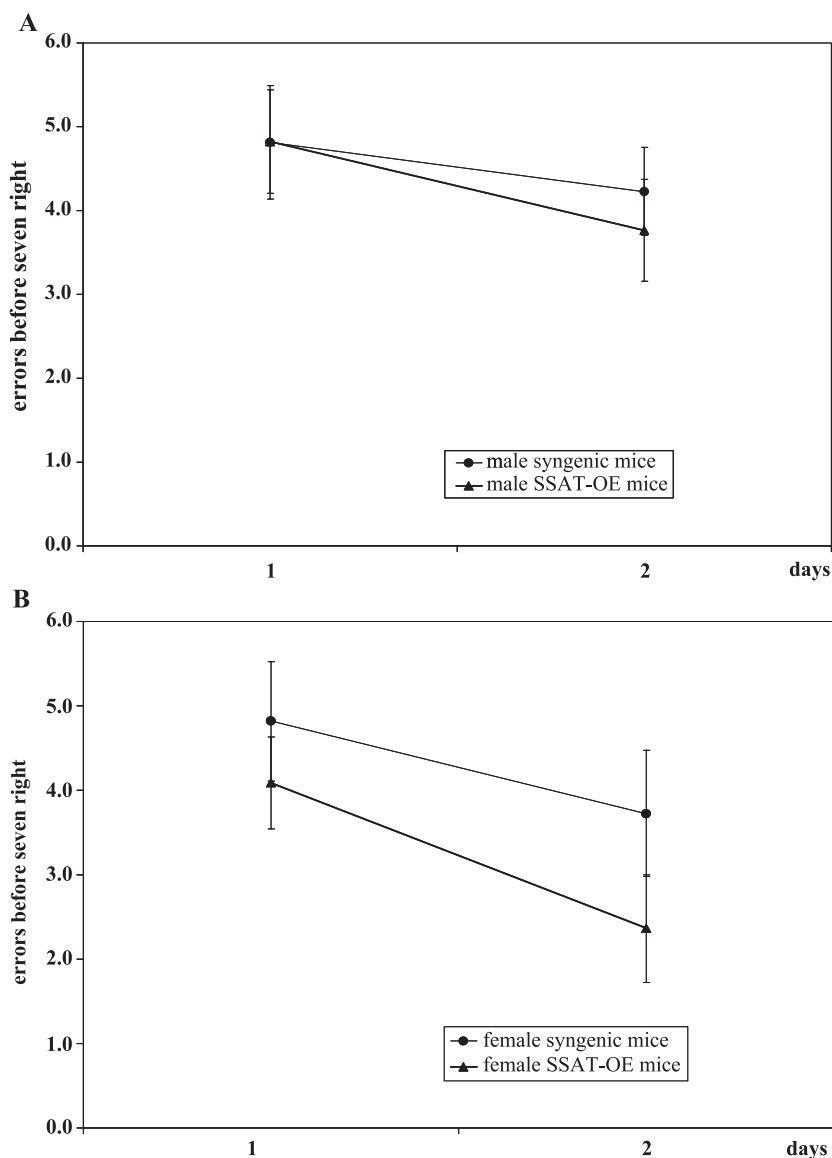 A
6.0
5.0
4.0
3.0
2.0
1.0
0.0
errors before seven right
male syngenic mice
male SSAT-OE mice
1 2 days
B
6.0
5.0
4.0
3.0
2.0
1.0
0.0
errors before seven right
female syngenic mice
female SSAT-OE mice
1 2 days